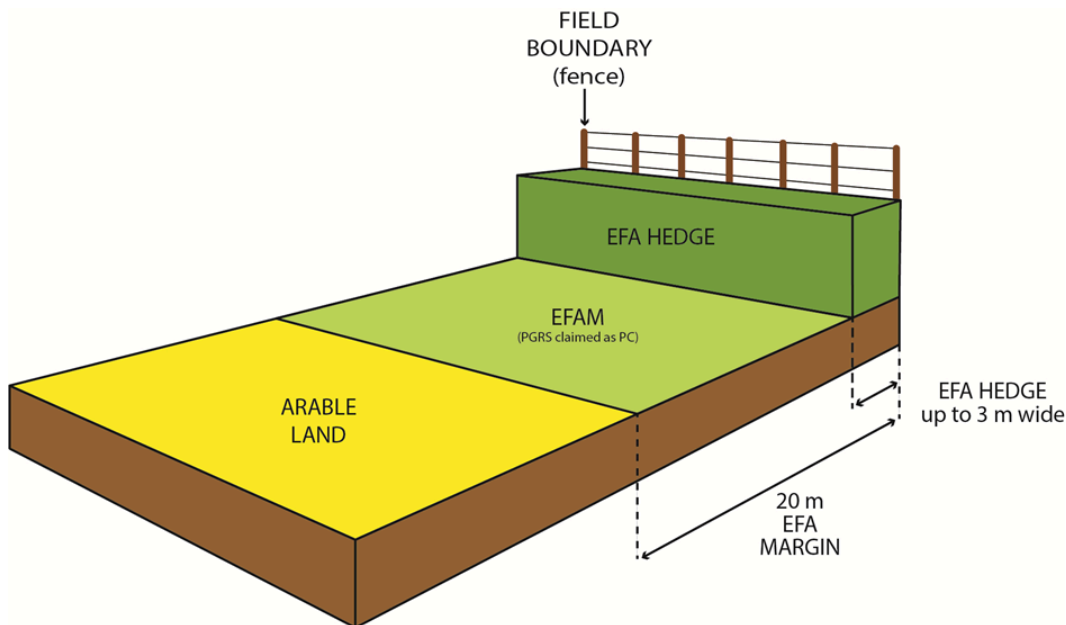 FIELD
BOUNDARY
(fence)
EFA HEDGE
EFAM
(PGRS claimed as PC)
ARABLE
LAND
EFA HEDGE
up to 3 m wide
20 m
EFA
MARGIN